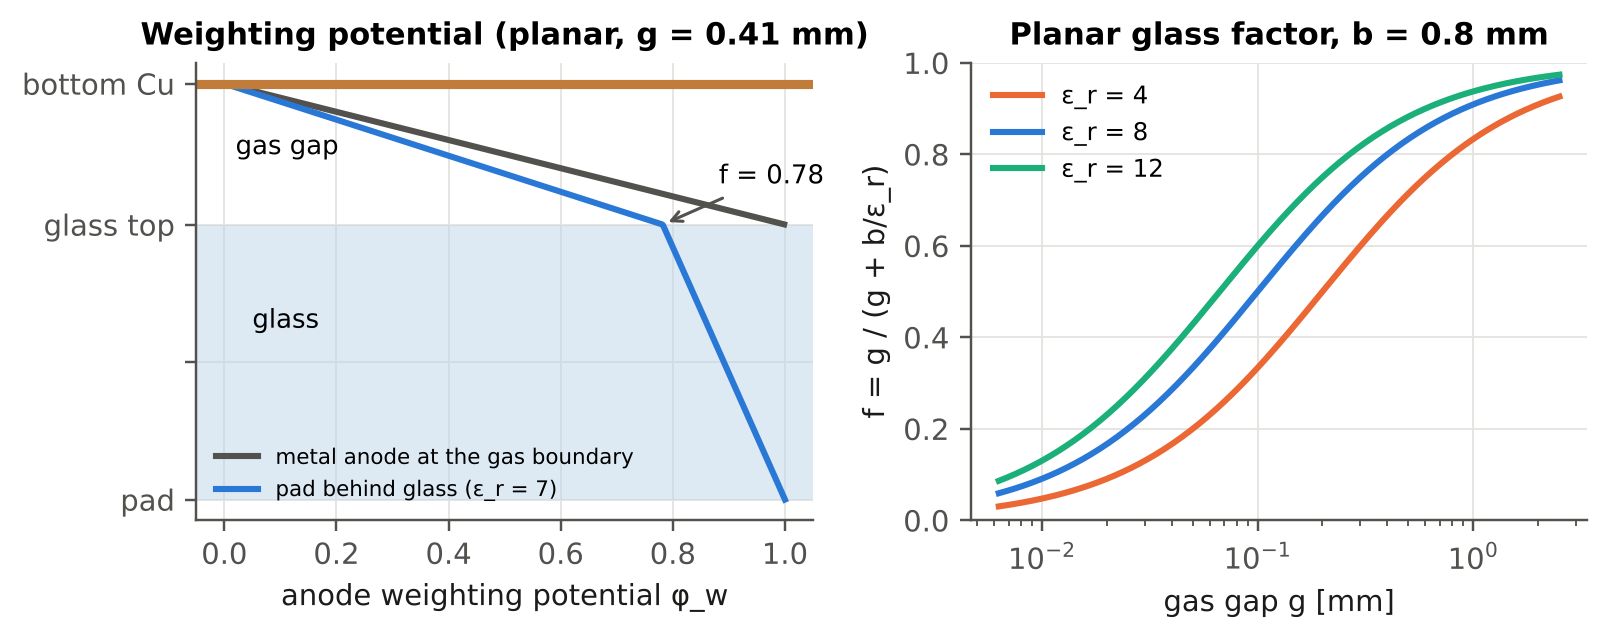 Weighting potential (planar, g = 0.41 mm)
bottom Cu
glass top
pad
gas gap
f = 0.78
glass
metal anode at the gas boundary
pad behind glass (ε_r = 7)
0.0 0.2 0.4 0.6 0.8 1.0
anode weighting potential φ_w
Planar glass factor, b = 0.8 mm
f = g / (g + b/ε_r)
1.0
0.8
0.6
0.4
0.2
0.0
ε_r = 4
ε_r = 8
ε_r = 12
10⁻² 10⁻¹ 10⁰
gas gap g [mm]